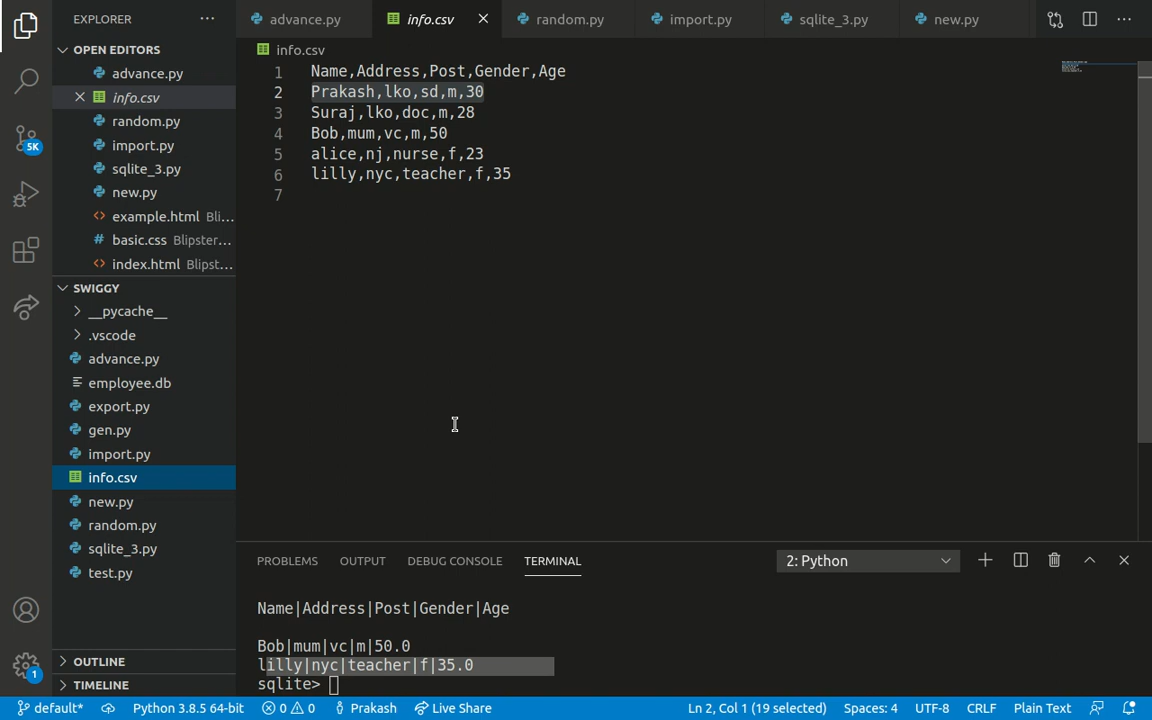 EXPLORER
OPEN EDITORS
advance.py
info.csv
random.py
import.py
sqlite_3.py
new.py
example.html Bli...
basic.css Blipster...
index.html Blipst...
SWIGGY
__pycache__
.vscode
advance.py
employee.db
export.py
gen.py
import.py
info.csv
new.py
random.py
sqlite_3.py
test.py
OUTLINE
TIMELINE
5K
1
advance.py
info.csv
random.py
import.py
sqlite_3.py
new.py
info.csv
1 Name,Address,Post,Gender,Age
2 Prakash,lko,sd,m,30
3 Suraj,lko,doc,m,28
4 Bob,mum,vc,m,50
5 alice,nj,nurse,f,23
6 lilly,nyc,teacher,f,35
7
PROBLEMS OUTPUT DEBUG CONSOLE TERMINAL 2: Python
Name|Address|Post|Gender|Age
Bob|mum|vc|m|50.0
lilly|nyc|teacher|f|35.0
sqlite>
default* Python 3.8.5 64-bit 0 0 Prakash Live Share Ln 2, Col 1 (19 selected) Spaces: 4 UTF-8 CRLF Plain Text